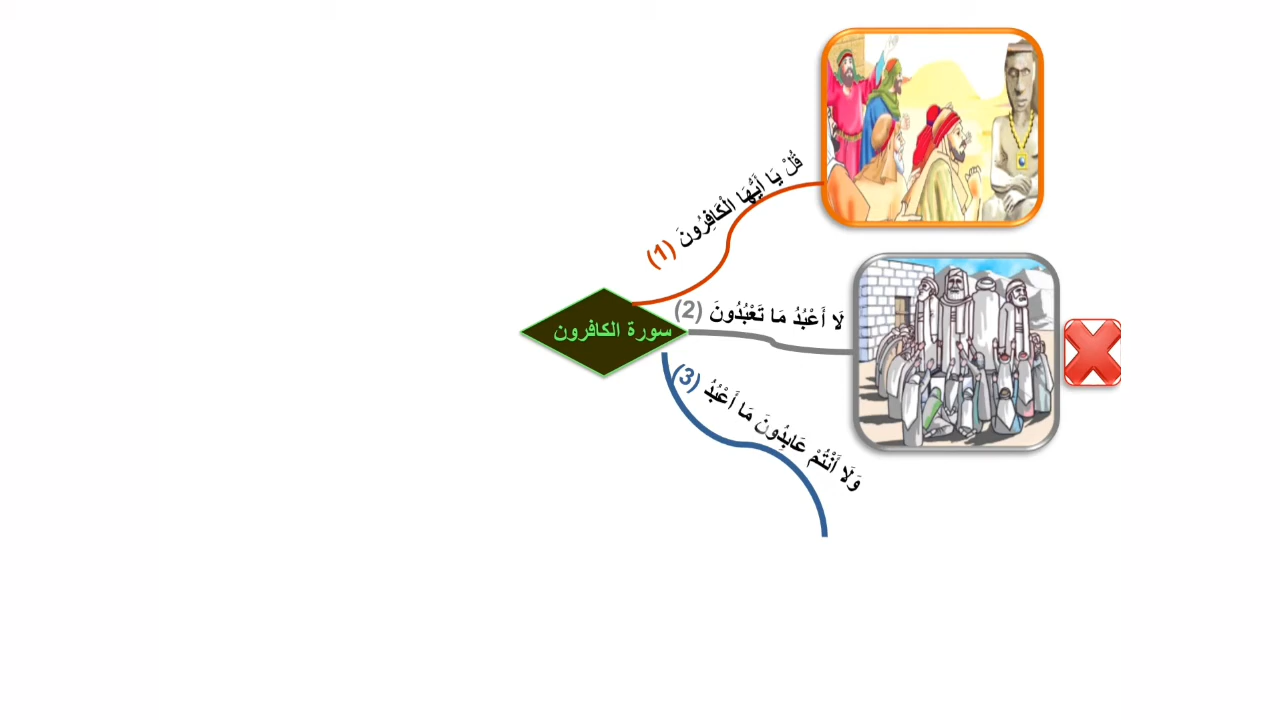 قُلْ يَا أَيُّهَا الْكَافِرُونَ (1)
لَا أَعْبُدُ مَا تَعْبُدُونَ (2)
سورة الكافرون
وَلَا أَنْتُمْ عَابِدُونَ مَا أَعْبُدُ (3)